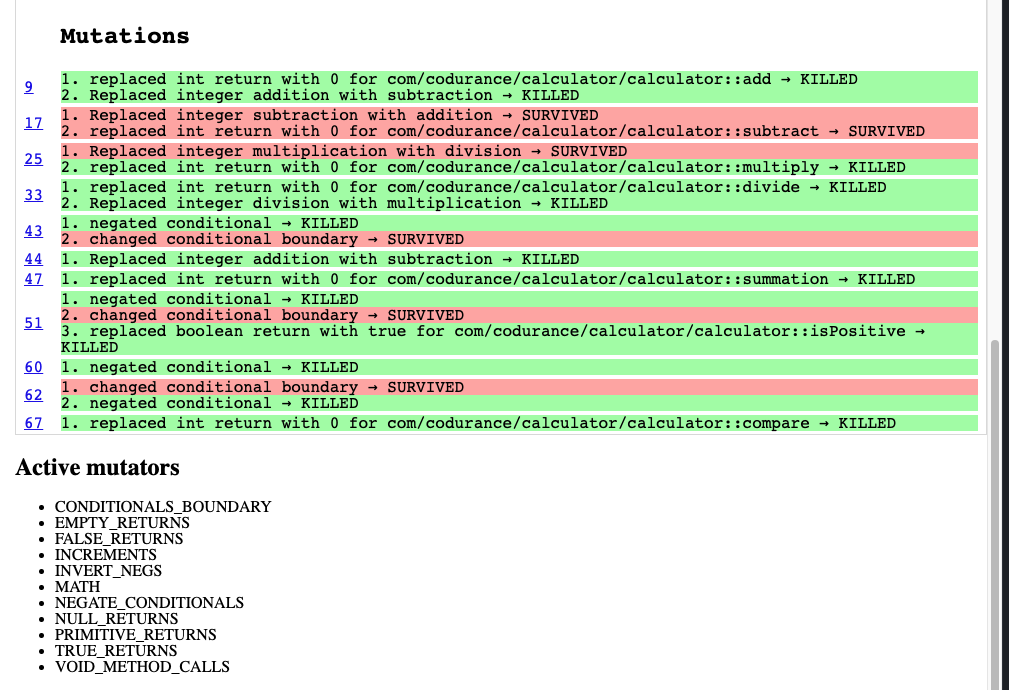 Mutations
9
1. replaced int return with 0 for com/codurance/calculator/calculator::add → KILLED
2. Replaced integer addition with subtraction → KILLED
17
1. Replaced integer subtraction with addition → SURVIVED
2. replaced int return with 0 for com/codurance/calculator/calculator::subtract → SURVIVED
25
1. Replaced integer multiplication with division → SURVIVED
2. replaced int return with 0 for com/codurance/calculator/calculator::multiply → KILLED
33
1. replaced int return with 0 for com/codurance/calculator/calculator::divide → KILLED
2. Replaced integer division with multiplication → KILLED
43
1. negated conditional → KILLED
2. changed conditional boundary → SURVIVED
44
1. Replaced integer addition with subtraction → KILLED
47
1. replaced int return with 0 for com/codurance/calculator/calculator::summation → KILLED
51
1. negated conditional → KILLED
2. changed conditional boundary → SURVIVED
3. replaced boolean return with true for com/codurance/calculator/calculator::isPositive →
KILLED
60
1. negated conditional → KILLED
62
1. changed conditional boundary → SURVIVED
2. negated conditional → KILLED
67
1. replaced int return with 0 for com/codurance/calculator/calculator::compare → KILLED
Active mutators
• CONDITIONALS_BOUNDARY
• EMPTY_RETURNS
• FALSE_RETURNS
• INCREMENTS
• INVERT_NEGS
• MATH
• NEGATE_CONDITIONALS
• NULL_RETURNS
• PRIMITIVE_RETURNS
• TRUE_RETURNS
• VOID_METHOD_CALLS